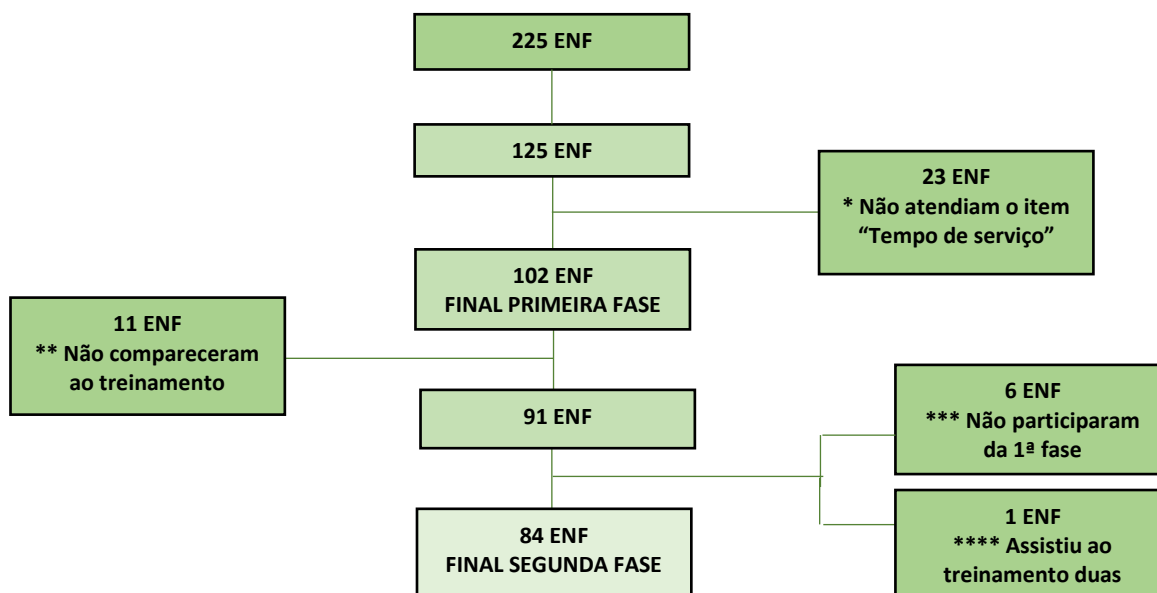 225 ENF
125 ENF
23 ENF
* Não atendiam o item
“Tempo de serviço”
102 ENF
FINAL PRIMEIRA FASE
11 ENF
** Não compareceram
ao treinamento
91 ENF
6 ENF
*** Não participaram
da 1ª fase
84 ENF
FINAL SEGUNDA FASE
1 ENF
**** Assistiu ao
treinamento duas